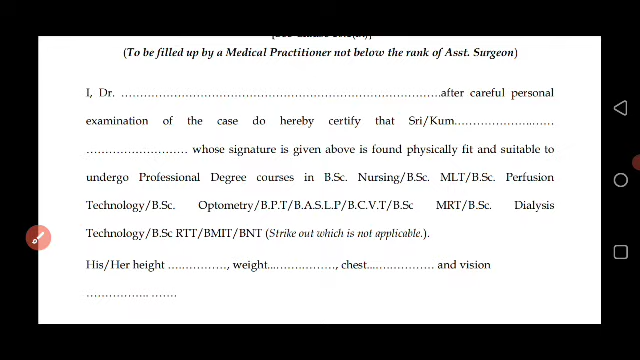 (To be filled up by a Medical Practitioner not below the rank of Asst. Surgeon)
I, Dr. ……………………………………………………………………………after careful personal
examination of the case do hereby certify that Sri/Kum………………..……
……………………… whose signature is given above is found physically fit and suitable to
undergo Professional Degree courses in B.Sc. Nursing/B.Sc. MLT/B.Sc. Perfusion
Technology/B.Sc. Optometry/B.P.T/B.A.S.L.P/B.C.V.T/B.Sc MRT/B.Sc. Dialysis
Technology/B.Sc RTT/BMIT/BNT (Strike out which is not applicable.).
His/Her height …..………, weight...….………, chest...….………. and vision
…………….. …….